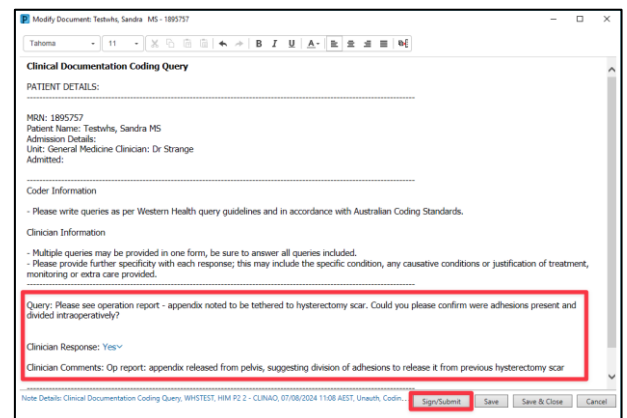 Modify Document: Testwhs, Sandra MS - 1895757
Tahoma 11 B I U A
Clinical Documentation Coding Query
PATIENT DETAILS:
MRN: 1895757
Patient Name: Testwhs, Sandra MS
Admission Details:
Unit: General Medicine Clinician: Dr Strange
Admitted:
Coder Information
- Please write queries as per Western Health query guidelines and in accordance with Australian Coding Standards.
Clinician Information
- Multiple queries may be provided in one form, be sure to answer all queries included.
- Please provide further specificity with each response; this may include the specific condition, any causative conditions or justification of treatment,
monitoring or extra care provided.
Query: Please see operation report - appendix noted to be tethered to hysterectomy scar. Could you please confirm were adhesions present and
divided intraoperatively?
Clinician Response: Yes
Clinician Comments: Op report: appendix released from pelvis, suggesting division of adhesions to release it from previous hysterectomy scar
Note Details: Clinical Documentation Coding Query, WHSTEST, HIM P2 2 - CLINAO, 07/08/2024 11:08 AEST, Unauth, Codin...
Sign/Submit Save Save & Close Cancel